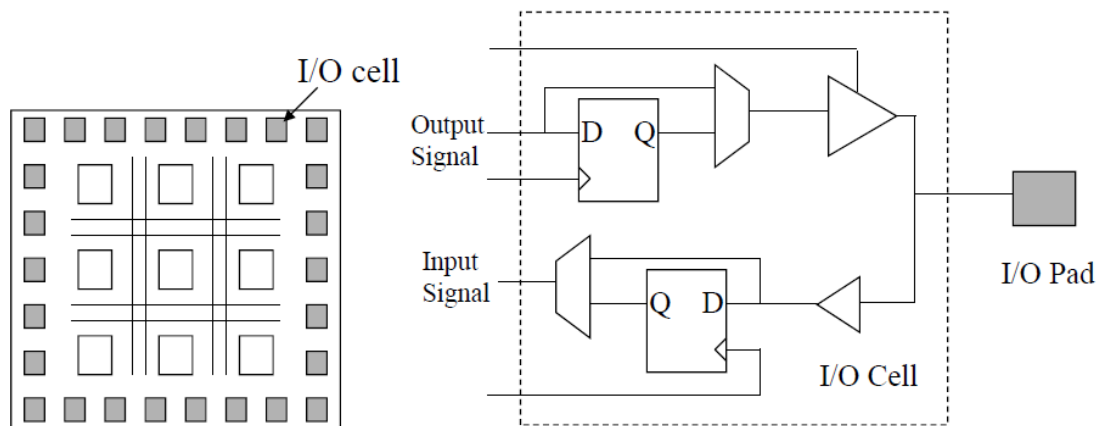 I/O cell
Output
Signal
D Q
Input
Signal
Q D
I/O Pad
I/O Cell